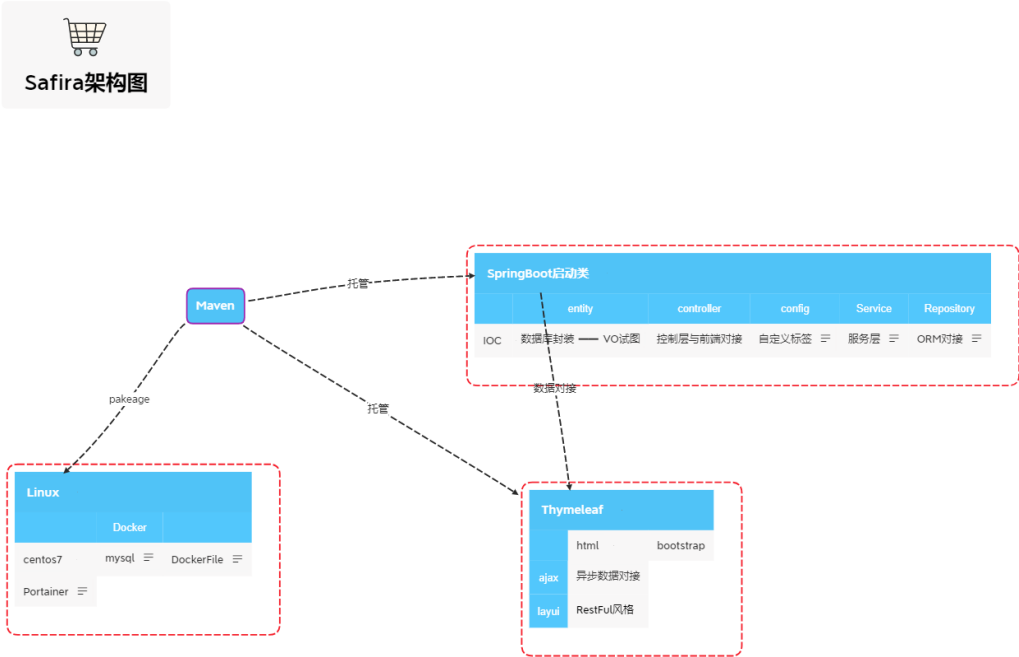 Safira架构图
SpringBoot启动类
托管
Maven
entity controller config Service Repository
IOC 数据库封装 VO试图 控制层与前端对接 自定义标签 服务层 ORM对接
数据对接
pakeage
托管
Linux
Docker
centos7 mysql DockerFile
Portainer
Thymeleaf
html bootstrap
ajax 异步数据对接
layui RestFul风格